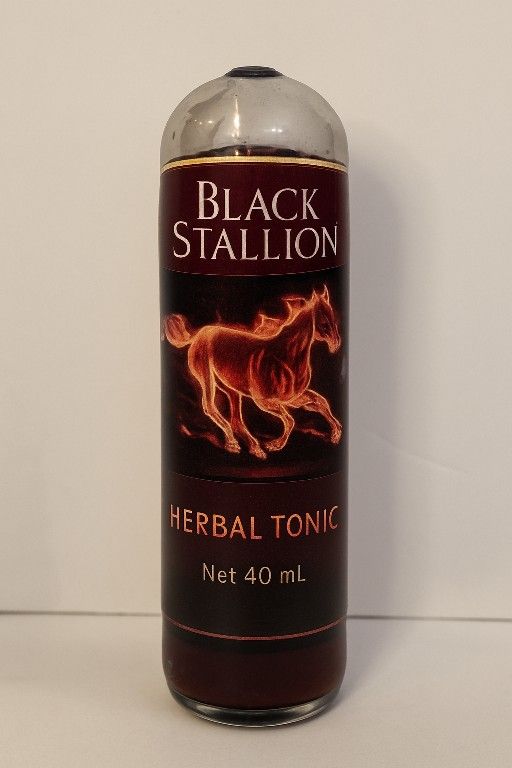 BLACK
STALLION
HERBAL TONIC
Net 40 mL